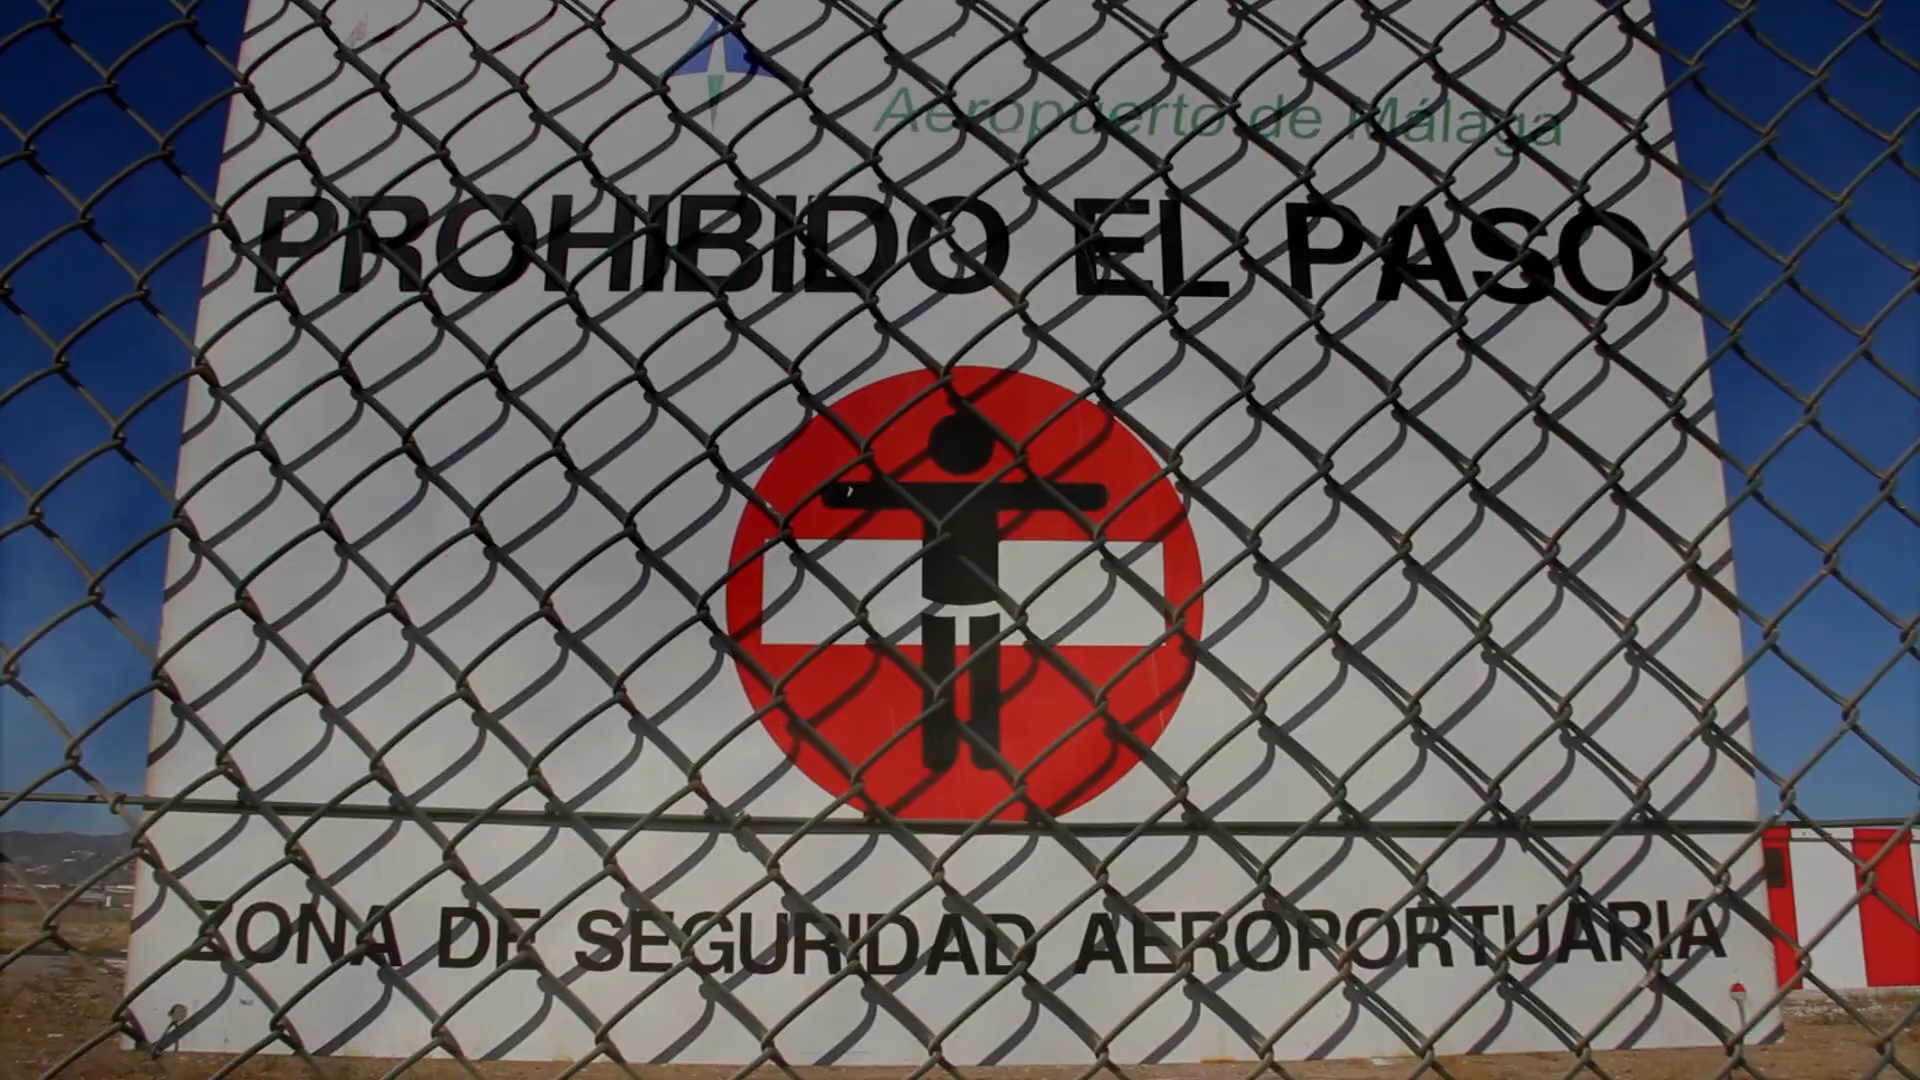 Aeropuerto de Málaga
PROHIBIDO EL PASO
ZONA DE SEGURIDAD AEROPORTUARIA